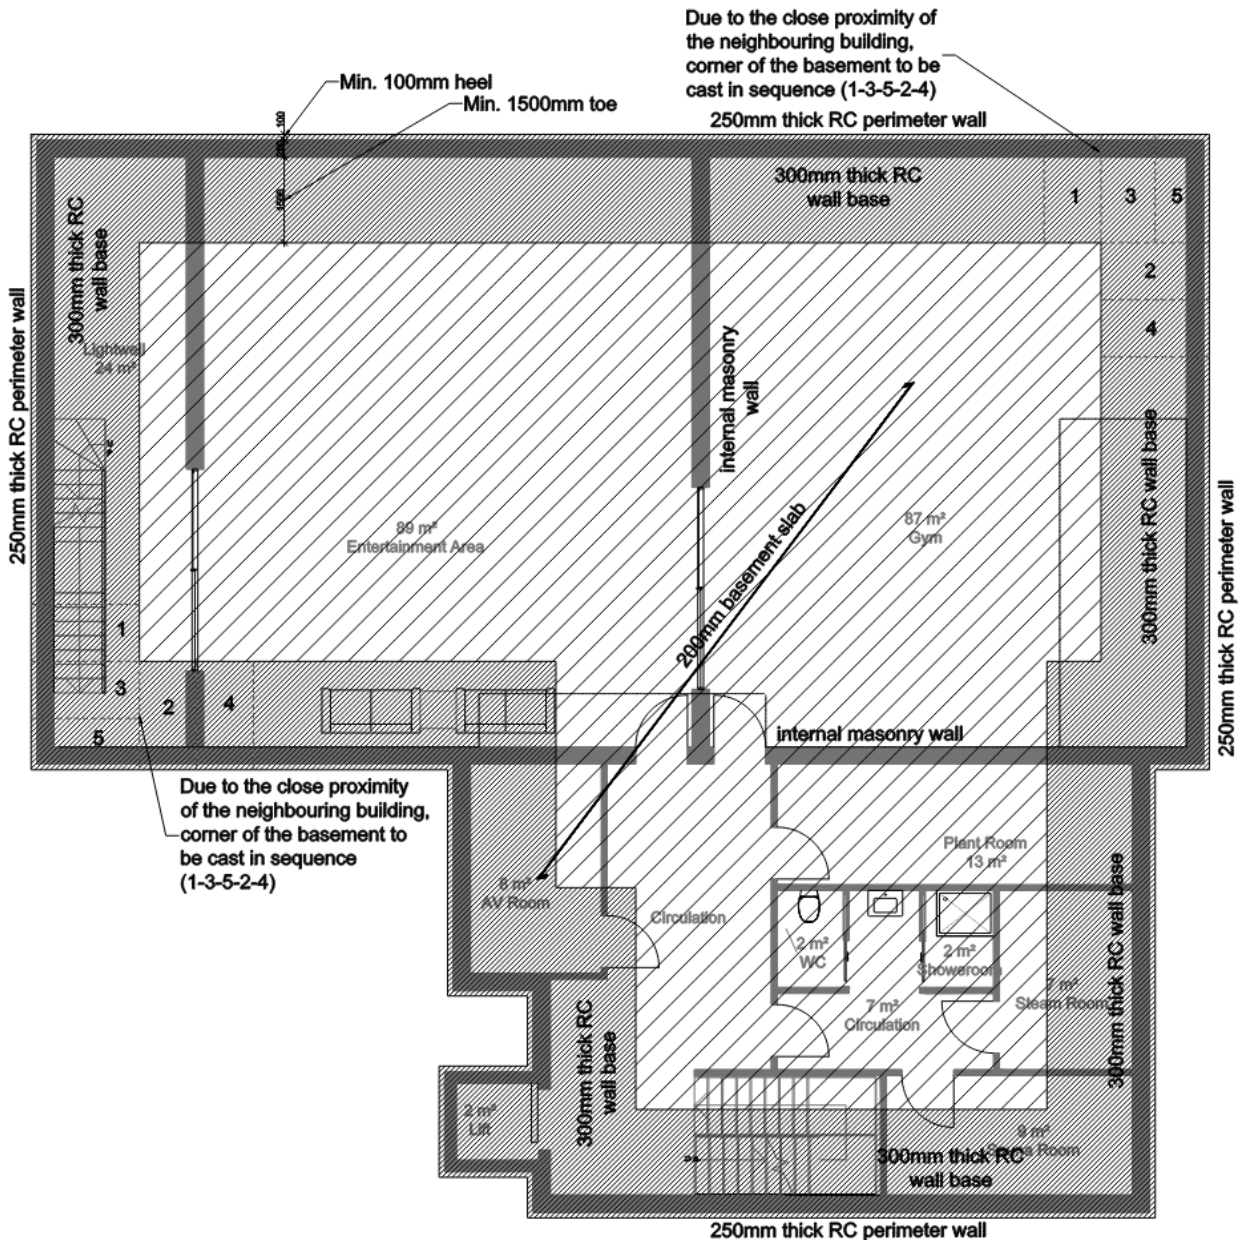 Due to the close proximity of
the neighbouring building,
corner of the basement to be
cast in sequence (1-3-5-2-4)
Min. 100mm heel
Min. 1500mm toe
100
250mm thick RC perimeter wall
300mm thick RC
wall base
1
3
5
2
4
300mm thick RC
wall base
Lightwell
24 m²
250mm thick RC perimeter wall
internal masonry
wall
89 m²
Entertainment Area
87 m²
Gym
200mm basement slab
300mm thick RC wall base
250mm thick RC perimeter wall
1
3
2
4
5
internal masonry wall
Due to the close proximity
of the neighbouring building,
corner of the basement to
be cast in sequence
(1-3-5-2-4)
8 m²
AV Room
Circulation
Plant Room
13 m²
2 m²
WC
2 m²
Showeroom
7 m²
Steam Room
7 m²
Circulation
300mm thick RC wall base
300mm thick RC
wall base
2 m²
Lift
9 m²
Room
300mm thick RC
wall base
250mm thick RC perimeter wall